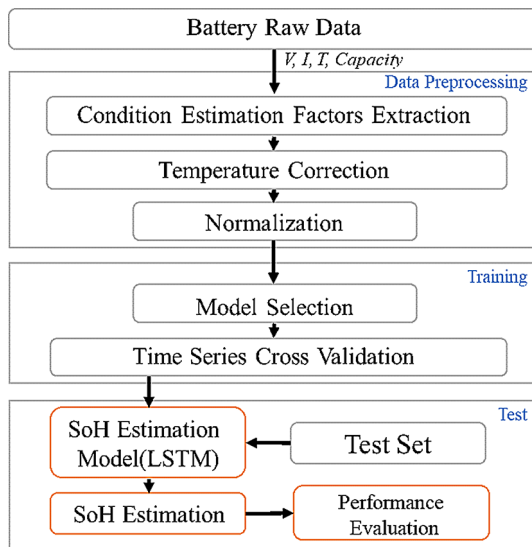 Battery Raw Data
V, I, T, Capacity
Data Preprocessing
Condition Estimation Factors Extraction
Temperature Correction
Normalization
Training
Model Selection
Time Series Cross Validation
Test
SoH Estimation
Model(LSTM)
Test Set
SoH Estimation
Performance
Evaluation